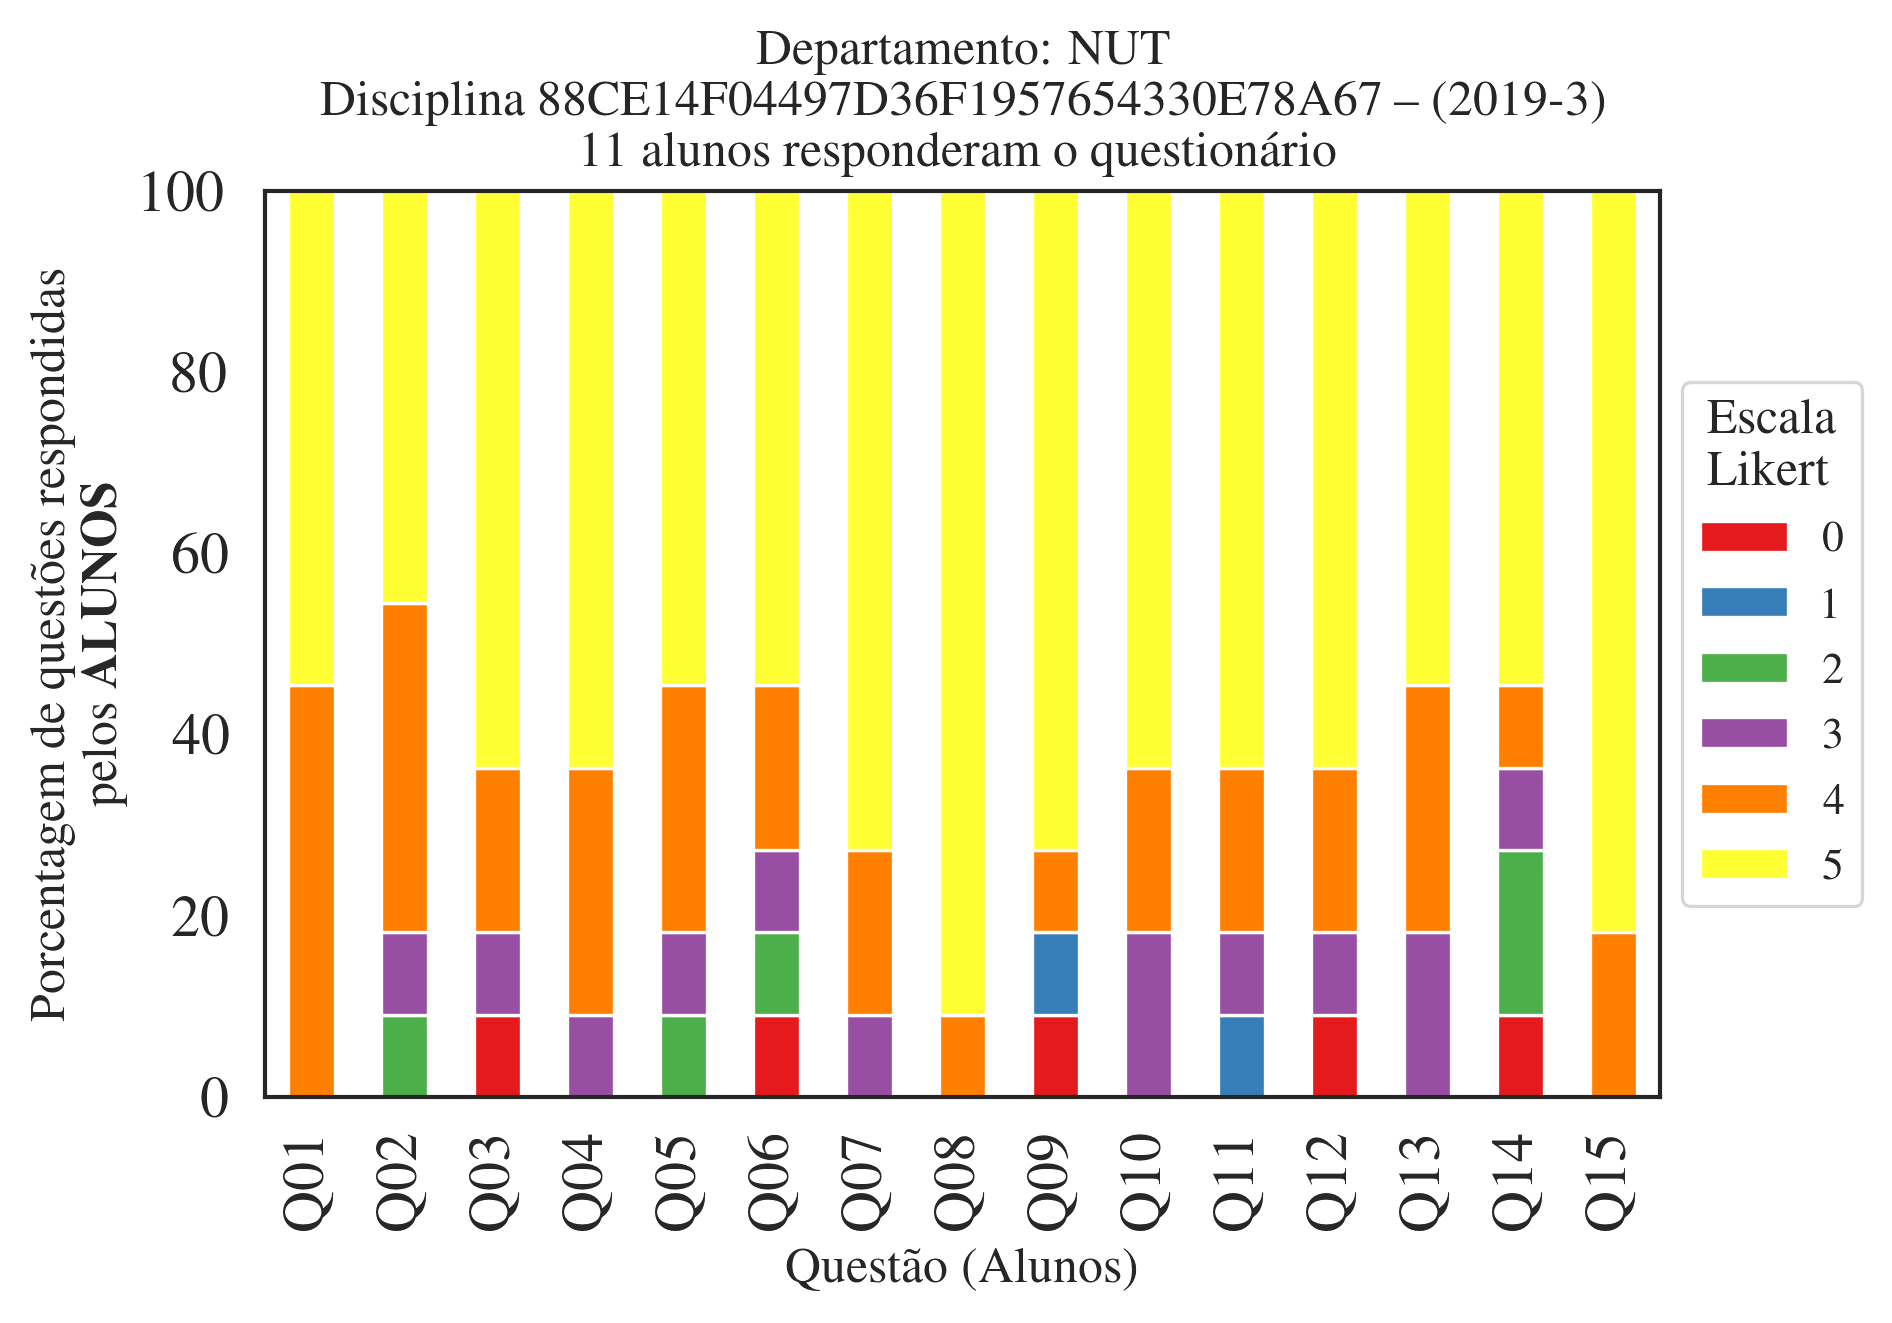 Departamento: NUT
Disciplina 88CE14F04497D36F1957654330E78A67 – (2019-3)
11 alunos responderam o questionário
Porcentagem de questões respondidas
pelos ALUNOS
100
80
60
40
20
0
Q01 Q02 Q03 Q04 Q05 Q06 Q07 Q08 Q09 Q10 Q11 Q12 Q13 Q14 Q15
Questão (Alunos)
Escala
Likert
0
1
2
3
4
5